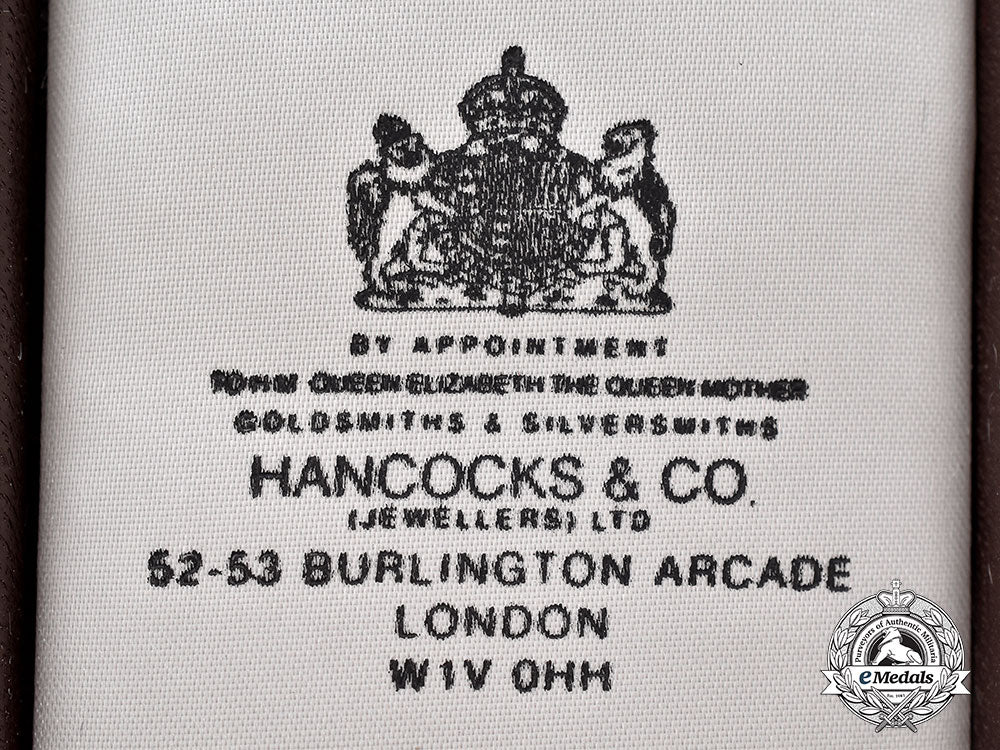 BY APPOINTMENT
TO H M QUEEN ELIZABETH THE QUEEN MOTHER
GOLDSMITHS & SILVERSMITHS
HANCOCKS & CO.
(JEWELLERS) LTD
52-53 BURLINGTON ARCADE
LONDON
W1V 0HH
Purveyors of Authentic Militaria
eMedals